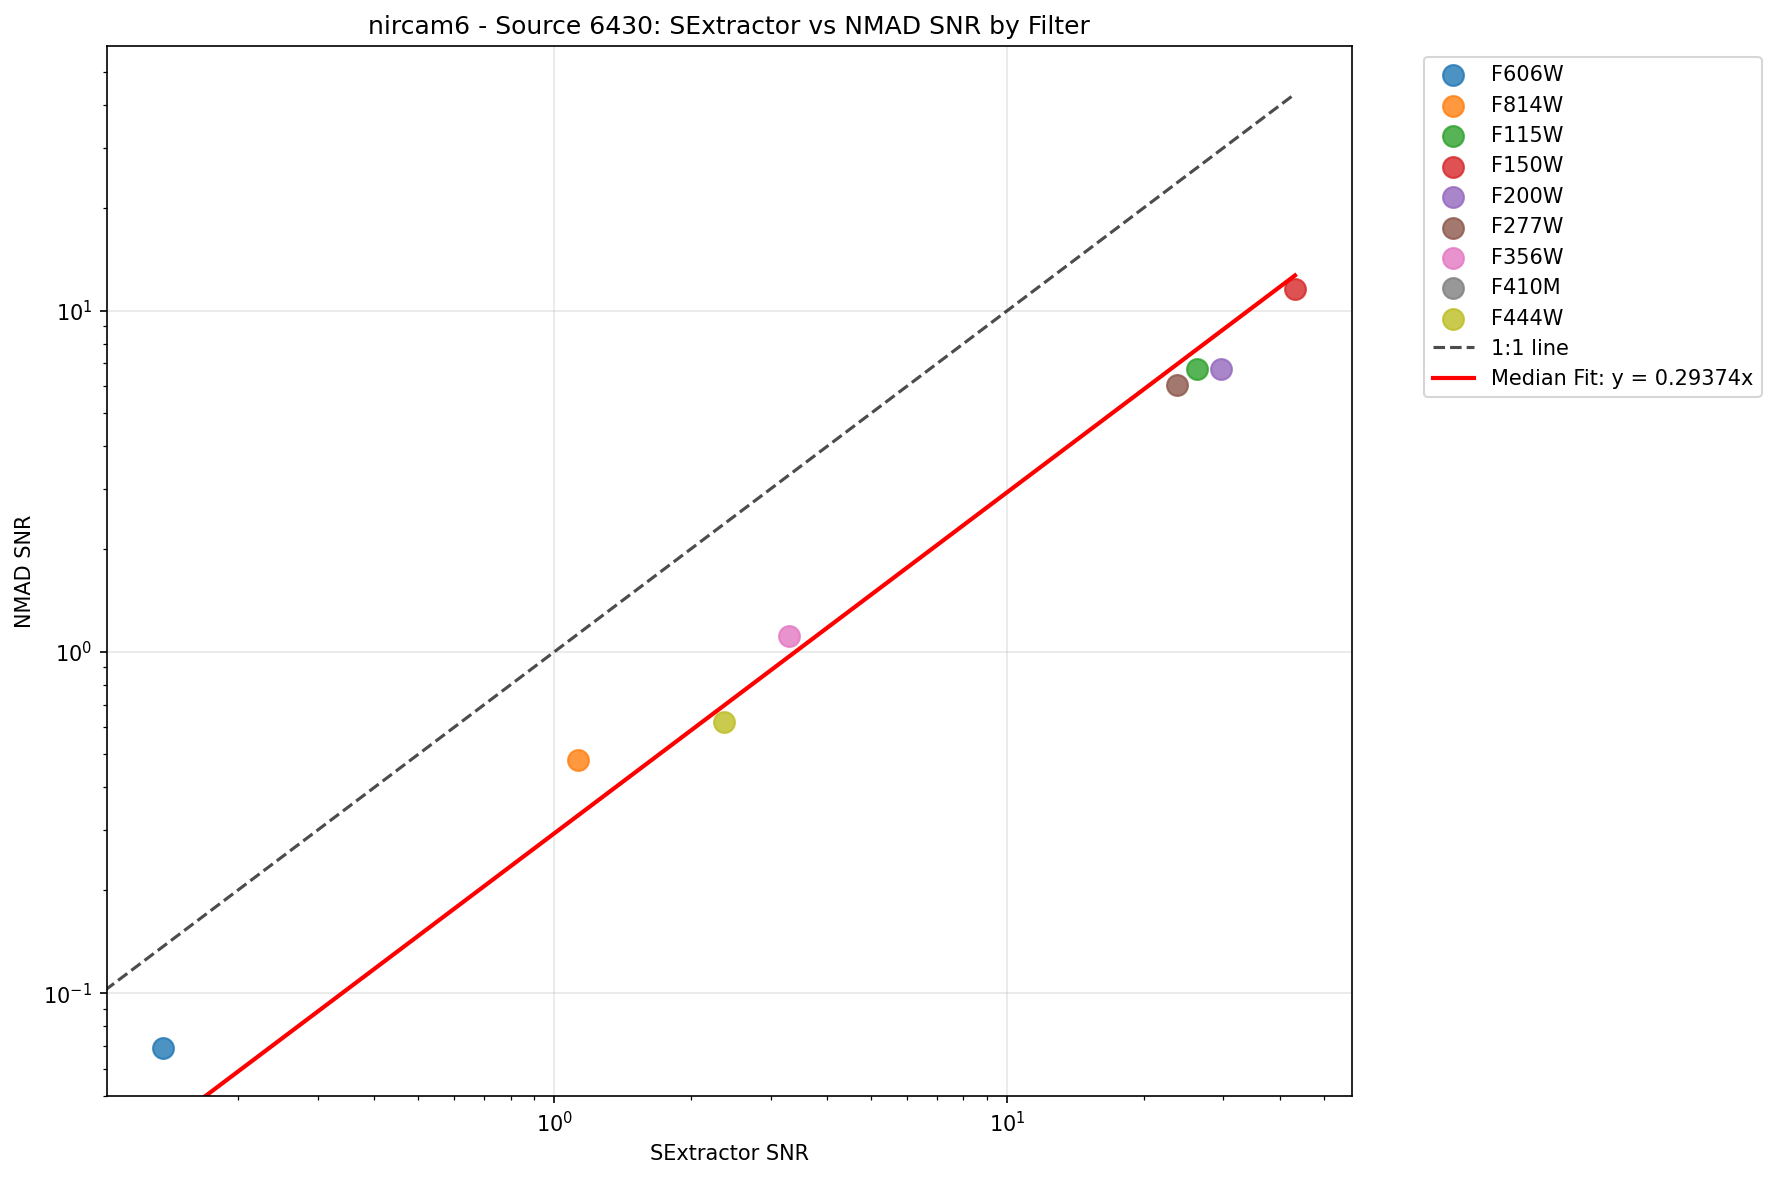 nircam6 - Source 6430: SExtractor vs NMAD SNR by Filter
F606W
F814W
F115W
F150W
F200W
F277W
F356W
F410M
F444W
1:1 line
Median Fit: y = 0.29374x
NMAD SNR
10¹
10⁰
10⁻¹
10⁰
10¹
SExtractor SNR